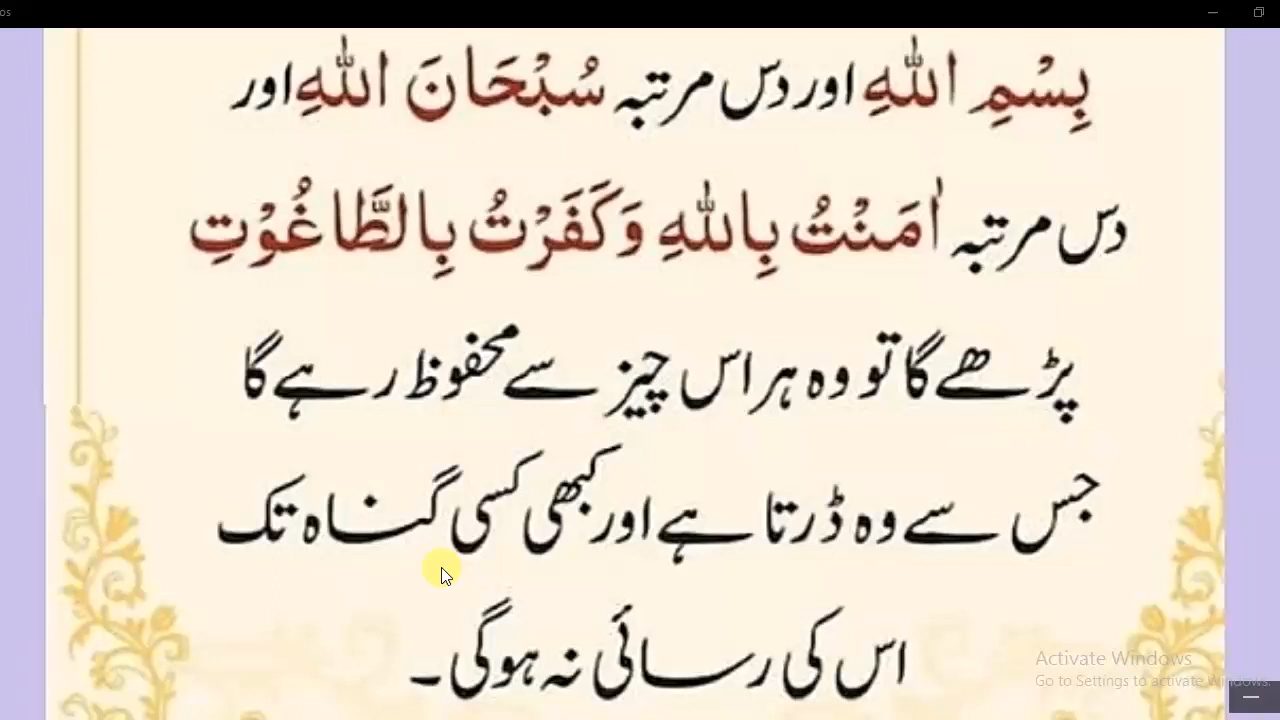 os
بِسْمِ اللّٰهِ اور دس مرتبہ سُبْحَانَ اللّٰهِ اور
دس مرتبہ اٰمَنْتُ بِاللّٰهِ وَكَفَرْتُ بِالطَّاغُوْتِ
پڑھے گا تو وہ ہر اس چیز سے محفوظ رہے گا
جس سے وہ ڈرتا ہے اور کبھی کسی گناہ تک
اس کی رسائی نہ ہوگی۔
Activate Windows
Go to Settings to activate Windows.